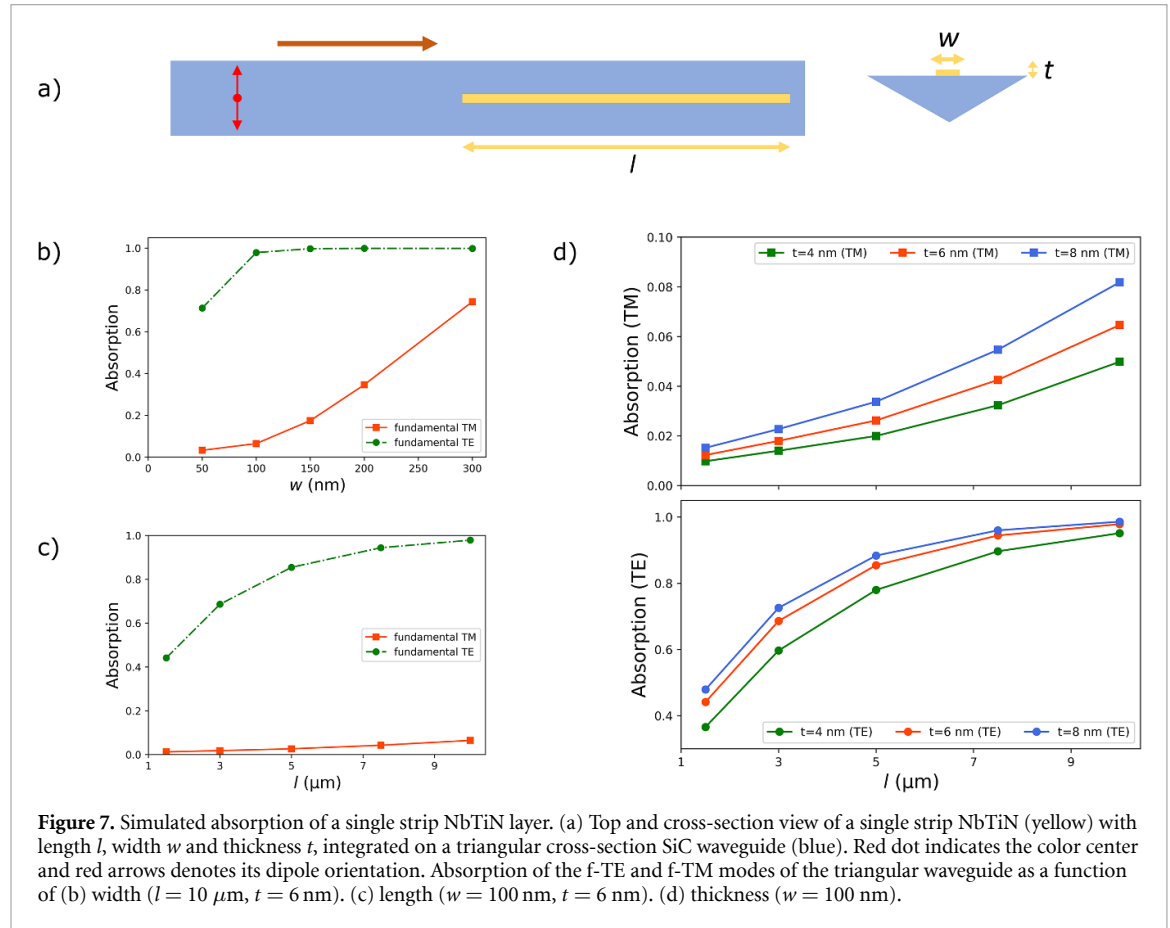 a)
w
t
l
b)
1.0
0.8
0.6
0.4
0.2
0.0
Absorption
fundamental TM
fundamental TE
0 50 100 150 200 250 300
w (nm)
c)
1.0
0.8
0.6
0.4
0.2
0.0
Absorption
fundamental TM
fundamental TE
1 3 5 7 9
l (μm)
d)
0.10
0.08
0.06
0.04
0.02
0.00
Absorption (TM)
t=4 nm (TM) t=6 nm (TM) t=8 nm (TM)
1.0
0.8
0.6
0.4
Absorption (TE)
t=4 nm (TE) t=6 nm (TE) t=8 nm (TE)
1 3 5 7 9
l (μm)
Figure 7. Simulated absorption of a single strip NbTiN layer. (a) Top and cross-section view of a single strip NbTiN (yellow) with
length l, width w and thickness t, integrated on a triangular cross-section SiC waveguide (blue). Red dot indicates the color center
and red arrows denotes its dipole orientation. Absorption of the f-TE and f-TM modes of the triangular waveguide as a function
of (b) width (l = 10 μm, t = 6 nm). (c) length (w = 100 nm, t = 6 nm). (d) thickness (w = 100 nm).